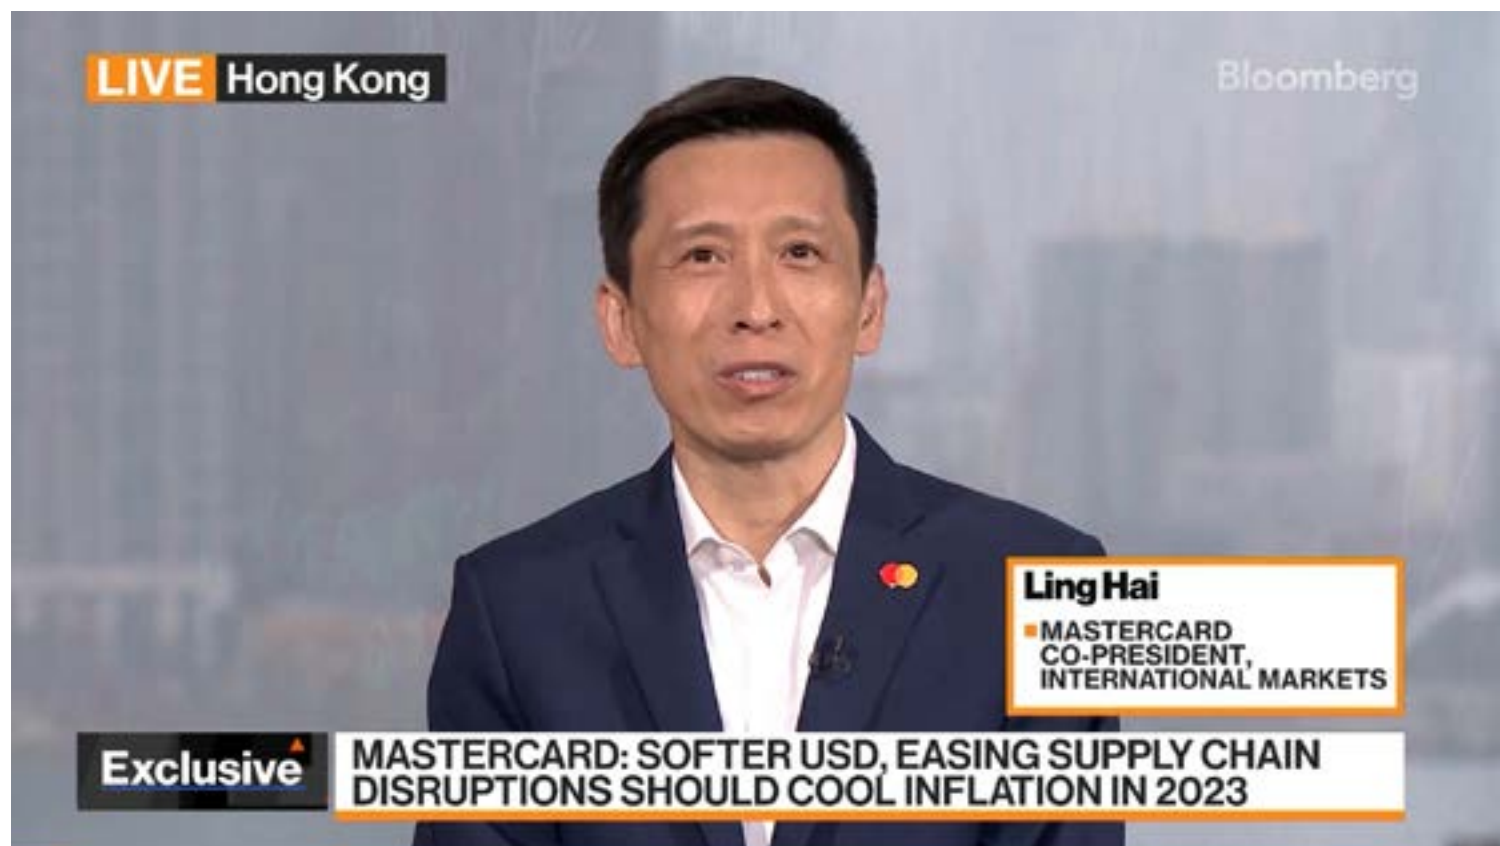 LIVE Hong Kong
Bloomberg
Ling Hai
MASTERCARD
CO-PRESIDENT,
INTERNATIONAL MARKETS
Exclusive
MASTERCARD: SOFTER USD, EASING SUPPLY CHAIN
DISRUPTIONS SHOULD COOL INFLATION IN 2023